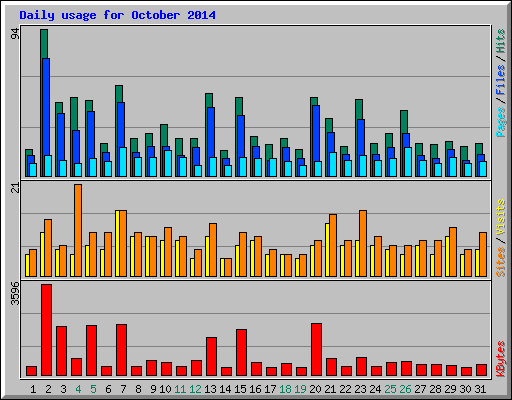 Daily usage for October 2014
94
Pages/Files/Hits
21
Sites/Visits
3596
KBytes
1 2 3 4 5 6 7 8 9 10 11 12 13 14 15 16 17 18 19 20 21 22 23 24 25 26 27 28 29 30 31